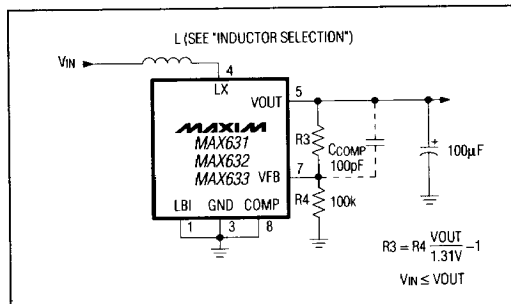 L (SEE "INDUCTOR SELECTION")
VIN
4
LX
VOUT
5
MAXIM
MAX631
MAX632
MAX633
R3
CCOMP
100pF
100µF
+
VFB
7
R4
100k
LBI GND COMP
1 3 8
R3 = R4 VOUT/1.31V -1
VIN ≤ VOUT